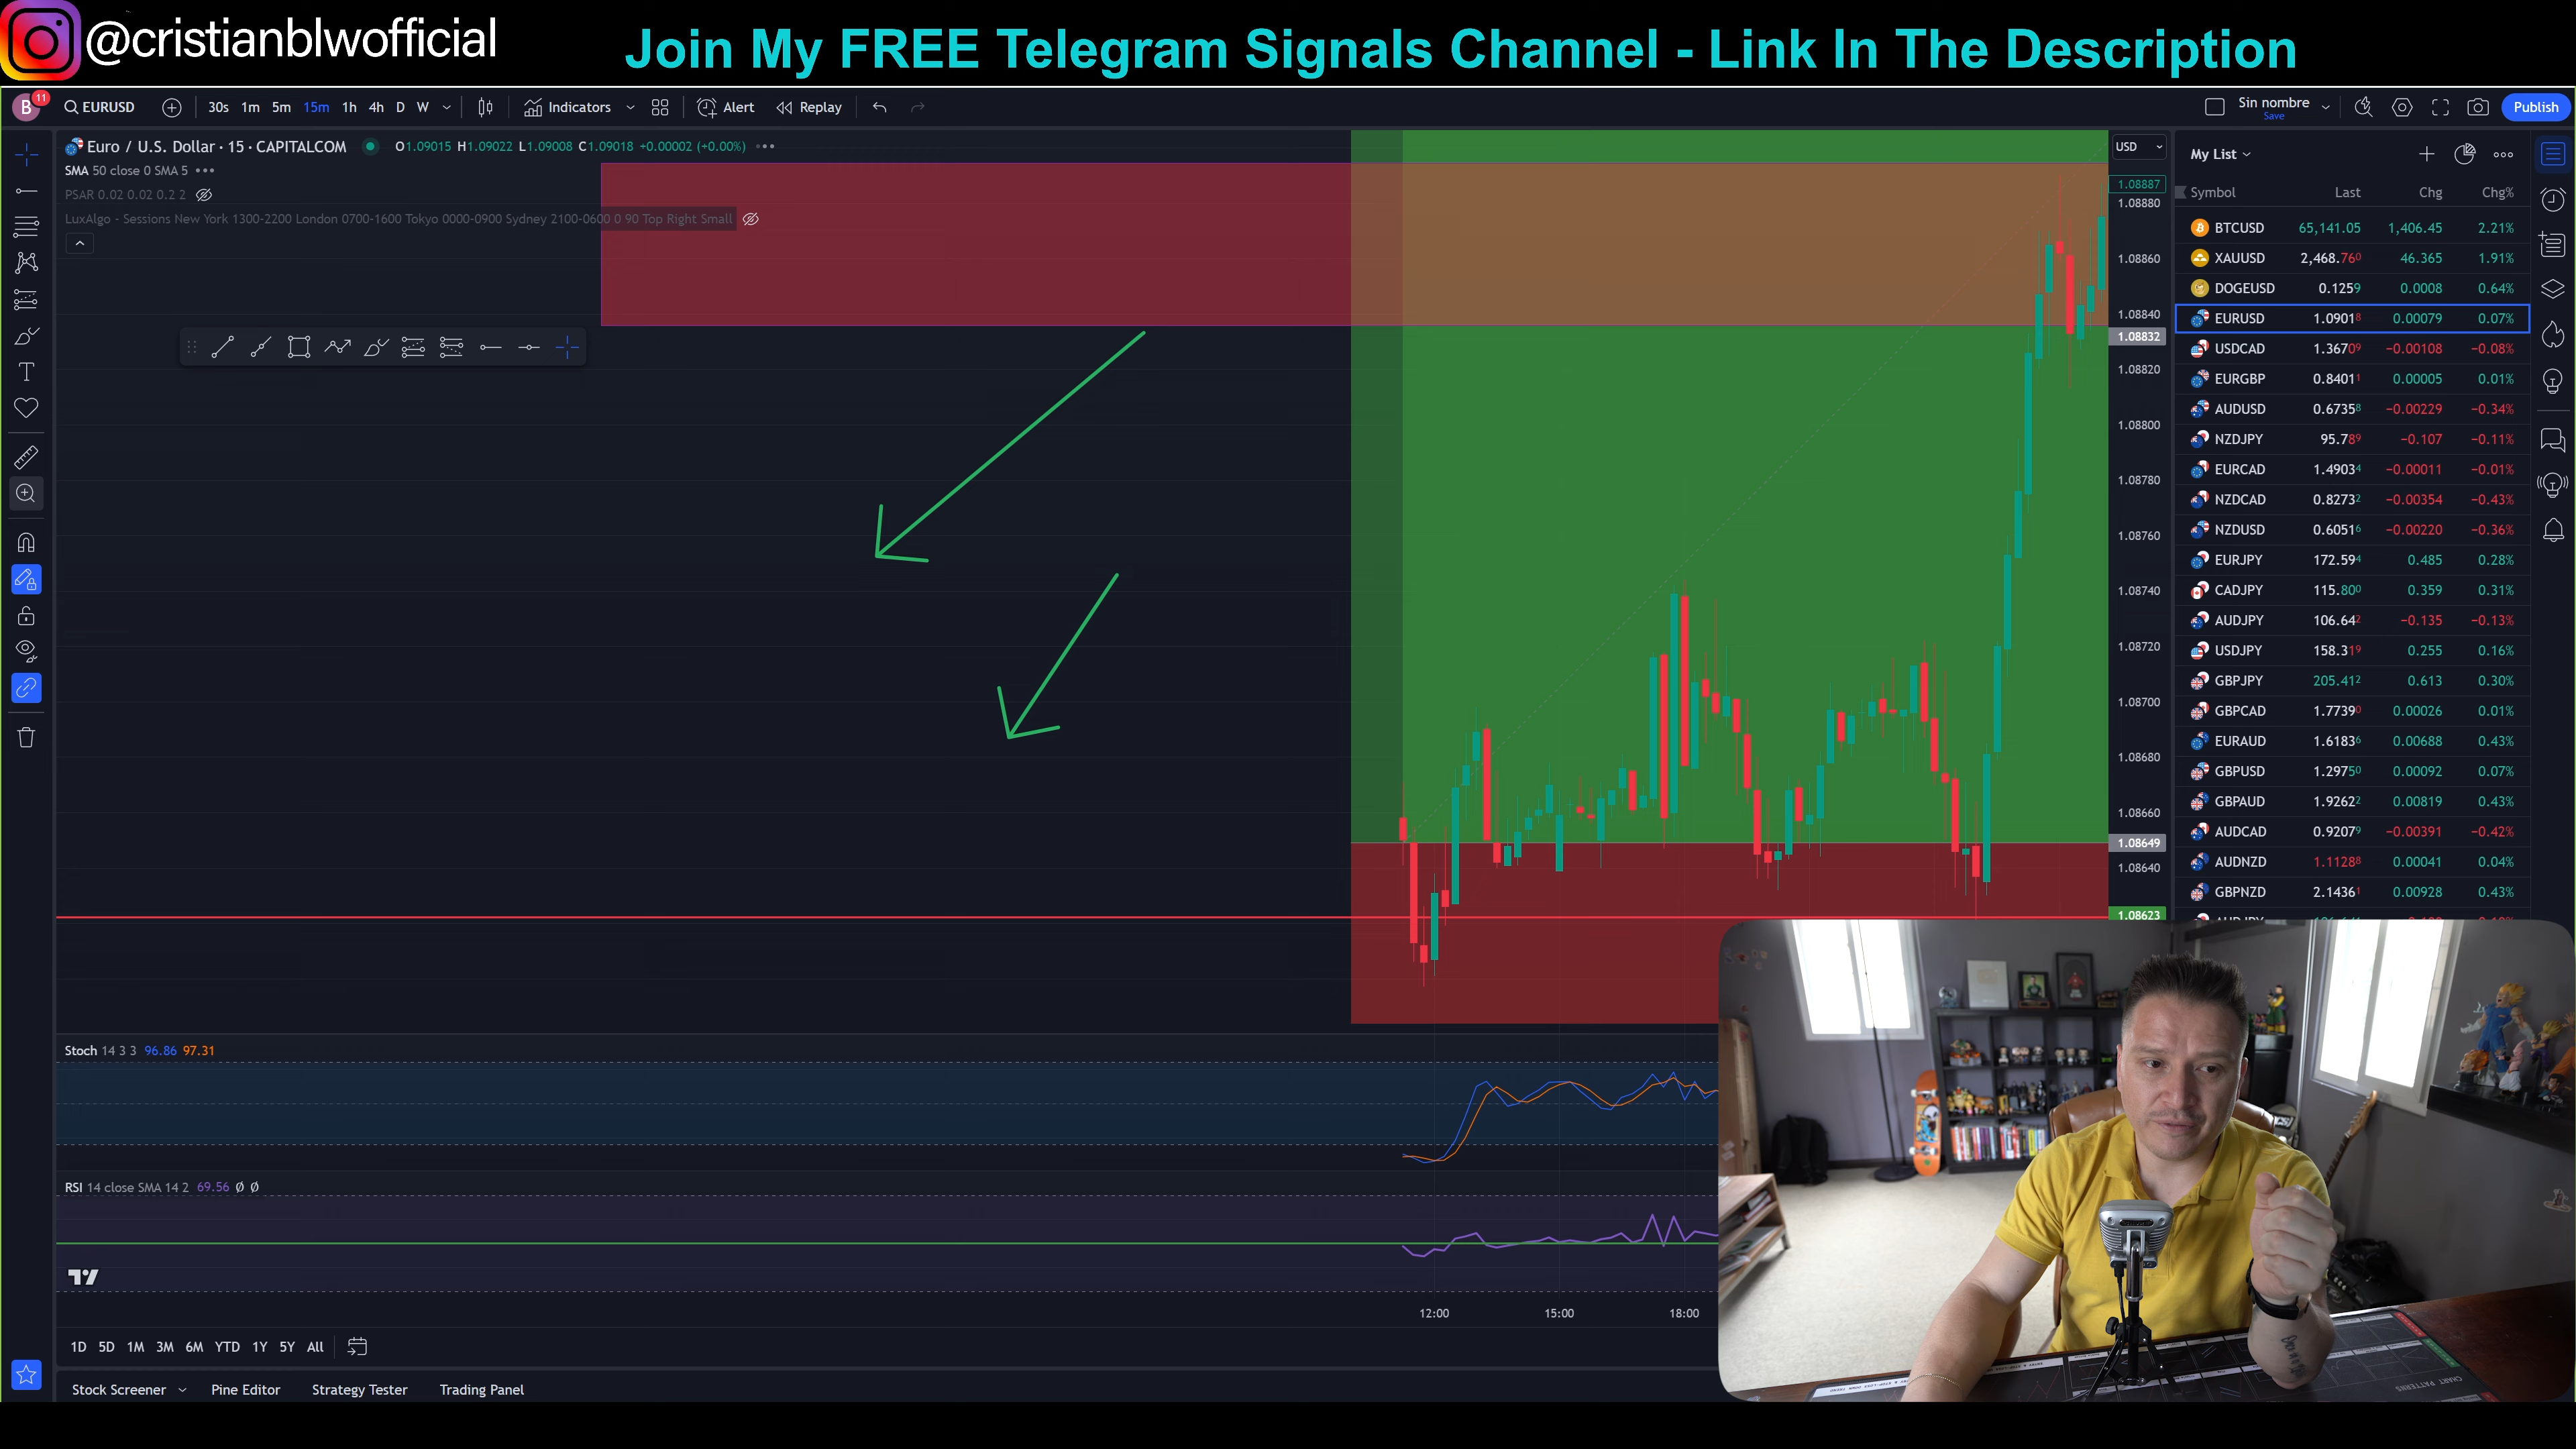 @cristianblwofficial
Join My FREE Telegram Signals Channel - Link In The Description
B 11 EURUSD 30s 1m 5m 15m 1h 4h D W Indicators Alert Replay Sin nombre Save Publish
Euro / U.S. Dollar · 15 · CAPITALCOM O1.09015 H1.09022 L1.09008 C1.09018 +0.00002 (+0.00%)
SMA 50 close 0 SMA 5
PSAR 0.02 0.02 0.2 2
LuxAlgo - Sessions New York 1300-2200 London 0700-1600 Tokyo 0000-0900 Sydney 2100-0600 0 90 Top Right Small
USD
1.08887
1.08880
1.08860
1.08840
1.08832
1.08820
1.08800
1.08780
1.08760
1.08740
1.08720
1.08700
1.08680
1.08660
1.08649
1.08640
1.08623
My List
Symbol Last Chg Chg%
BTCUSD 65,141.05 1,406.45 2.21%
XAUUSD 2,468.760 46.365 1.91%
DOGEUSD 0.1259 0.0008 0.64%
EURUSD 1.09018 0.00079 0.07%
USDCAD 1.36709 −0.00108 −0.08%
EURGBP 0.84011 0.00005 0.01%
AUDUSD 0.67358 −0.00229 −0.34%
NZDJPY 95.789 −0.107 −0.11%
EURCAD 1.49034 −0.00011 −0.01%
NZDCAD 0.82732 −0.00354 −0.43%
NZDUSD 0.60516 −0.00220 −0.36%
EURJPY 172.594 0.485 0.28%
CADJPY 115.800 0.359 0.31%
AUDJPY 106.642 −0.135 −0.13%
USDJPY 158.319 0.255 0.16%
GBPJPY 205.412 0.613 0.30%
GBPCAD 1.77390 0.00026 0.01%
EURAUD 1.61836 0.00688 0.43%
GBPUSD 1.29750 0.00092 0.07%
GBPAUD 1.92622 0.00819 0.43%
AUDCAD 0.92079 −0.00391 −0.42%
AUDNZD 1.11288 0.00041 0.04%
GBPNZD 2.14361 0.00928 0.43%
Stoch 14 3 3 96.86 97.31
RSI 14 close SMA 14 2 69.56 Ø Ø
12:00 15:00 18:00
1D 5D 1M 3M 6M YTD 1Y 5Y All
Stock Screener Pine Editor Strategy Tester Trading Panel
CHART PATTERNS